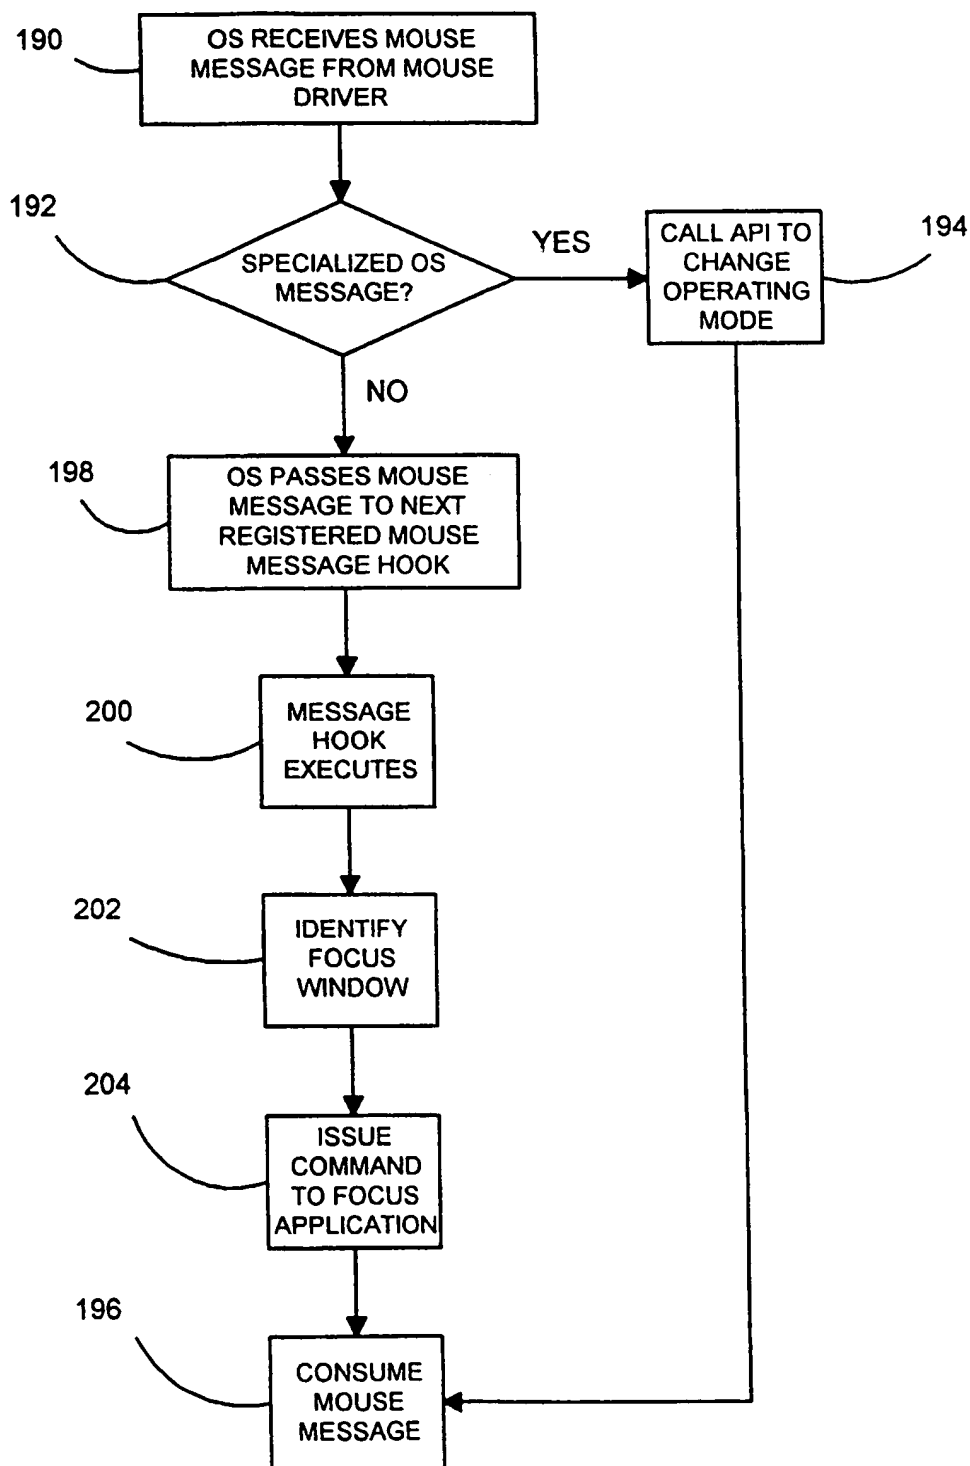 190
OS RECEIVES MOUSE
MESSAGE FROM MOUSE
DRIVER
192
SPECIALIZED OS
MESSAGE?
YES
CALL API TO
CHANGE
OPERATING
MODE
194
NO
198
OS PASSES MOUSE
MESSAGE TO NEXT
REGISTERED MOUSE
MESSAGE HOOK
200
MESSAGE
HOOK
EXECUTES
202
IDENTIFY
FOCUS
WINDOW
204
ISSUE
COMMAND
TO FOCUS
APPLICATION
196
CONSUME
MOUSE
MESSAGE